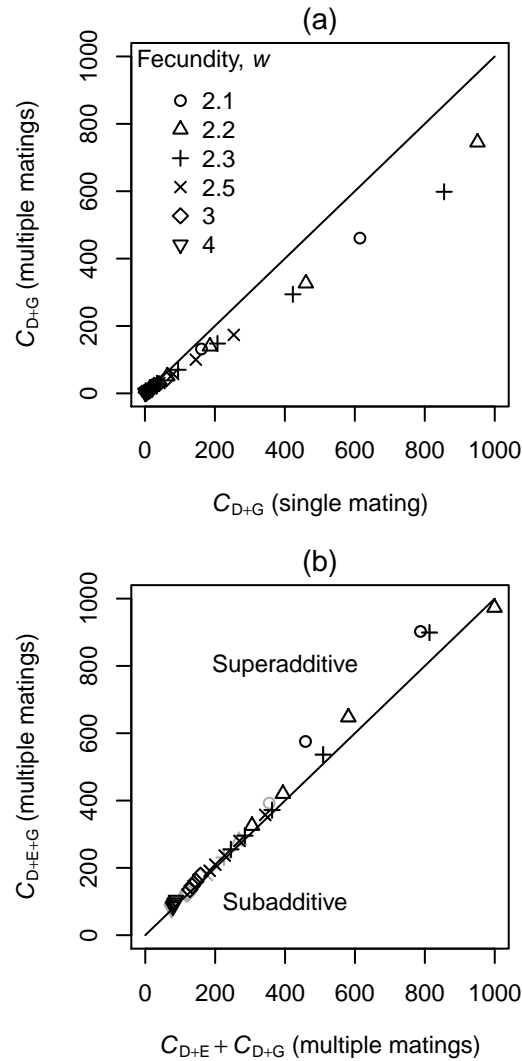 (a)
Fecundity, w
2.1
2.2
2.3
2.5
3
4
0 200 400 600 800 1000
C_D+G (multiple matings)
0 200 400 600 800 1000
C_D+G (single mating)
(b)
Superadditive
Subadditive
0 200 400 600 800 1000
C_D+E+G (multiple matings)
0 200 400 600 800 1000
C_D+E + C_D+G (multiple matings)